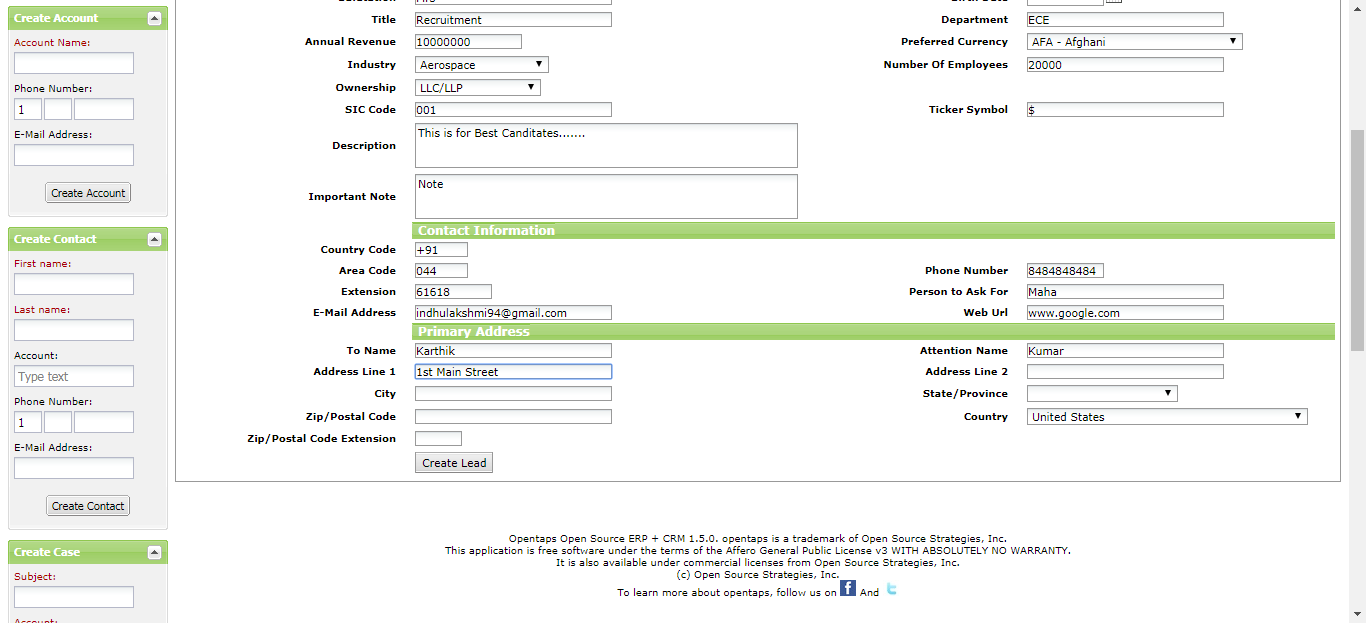 Create Account
Account Name:
Phone Number:
1
E-Mail Address:
Create Account
Create Contact
First name:
Last name:
Account:
Type text
Phone Number:
1
E-Mail Address:
Create Contact
Create Case
Subject:
Title Recruitment Department ECE
Annual Revenue 10000000 Preferred Currency AFA - Afghani
Industry Aerospace Number Of Employees 20000
Ownership LLC/LLP
SIC Code 001 Ticker Symbol $
Description This is for Best Canditates.......
Important Note Note
Contact Information
Country Code +91
Area Code 044 Phone Number 8484848484
Extension 61618 Person to Ask For Maha
E-Mail Address indhulakshmi94@gmail.com Web Url www.google.com
Primary Address
To Name Karthik Attention Name Kumar
Address Line 1 1st Main Street Address Line 2
City State/Province
Zip/Postal Code Country United States
Zip/Postal Code Extension
Create Lead
Opentaps Open Source ERP + CRM 1.5.0. opentaps is a trademark of Open Source Strategies, Inc.
This application is free software under the terms of the Affero General Public License v3 WITH ABSOLUTELY NO WARRANTY.
It is also available under commercial licenses from Open Source Strategies, Inc.
(c) Open Source Strategies, Inc.
To learn more about opentaps, follow us on f And t